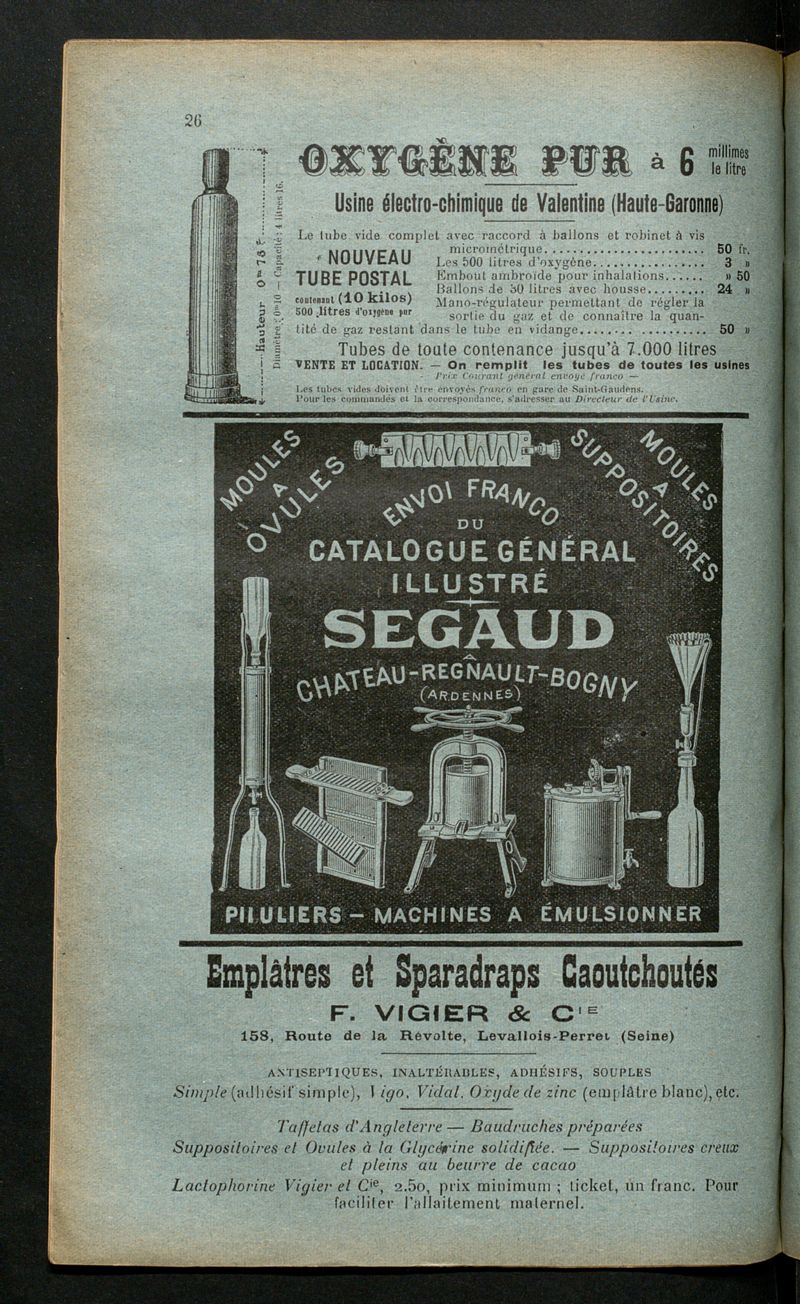 26
OXYGÈNE PUR à 6 millimes le litre
Usine électro-chimique de Valentine (Haute-Garonne)
Le tube vide complet avec raccord à ballons et robinet à vis
micrométrique........................ 50 fr.
NOUVEAU
TUBE POSTAL
contenant (10 kilos)
500 litres d'oxygène pur
Les 500 litres d'oxygène................ 3 »
Embout ambroïde pour inhalations...... » 50
Ballons de 50 litres avec housse......... 24 »
Mano-régulateur permettant de régler la
sortie du gaz et de connaître la quan-
tité de gaz restant dans le tube en vidange.................. 50 »
Tubes de toute contenance jusqu'à 7.000 litres
VENTE ET LOCATION. — On remplit les tubes de toutes les usines
Prix Courant général envoyé franco —
Les tubes vides doivent être envoyés franco en gare de Saint-Gaudens.
Pour les commandes et la correspondance, s'adresser au Directeur de l'Usine.
Hauteur 0m 76
Diamètre : 0m10 — Capacité : 4 litres 16.
MOULES
A
OVULES
MOULES
A
SUPPOSITOIRES
ENVOI FRANCO
DU
CATALOGUE GÉNÉRAL
ILLUSTRÉ
SEGAUD
A
CHATEAU-REGNAULT-BOGNY
(ARDENNES)
PILULIERS — MACHINES A ÉMULSIONNER
Emplâtres et Sparadraps Caoutchoutés
F. VIGIER & CIE
158, Route de la Révolte, Levallois-Perret (Seine)
ANTISEPTIQUES, INALTÉRABLES, ADHÉSIFS, SOUPLES
Simple (adhésif simple), Vigo, Vidal, Oxyde de zinc (emplâtre blanc), etc.
Taffetas d'Angleterre — Baudruches préparées
Suppositoires et Ovules à la Glycérine solidifiée. — Suppositoires creux
et pleins au beurre de cacao
Lactophorine Vigier et Cie, 2.50, prix minimum ; ticket, un franc. Pour
faciliter l'allaitement maternel.